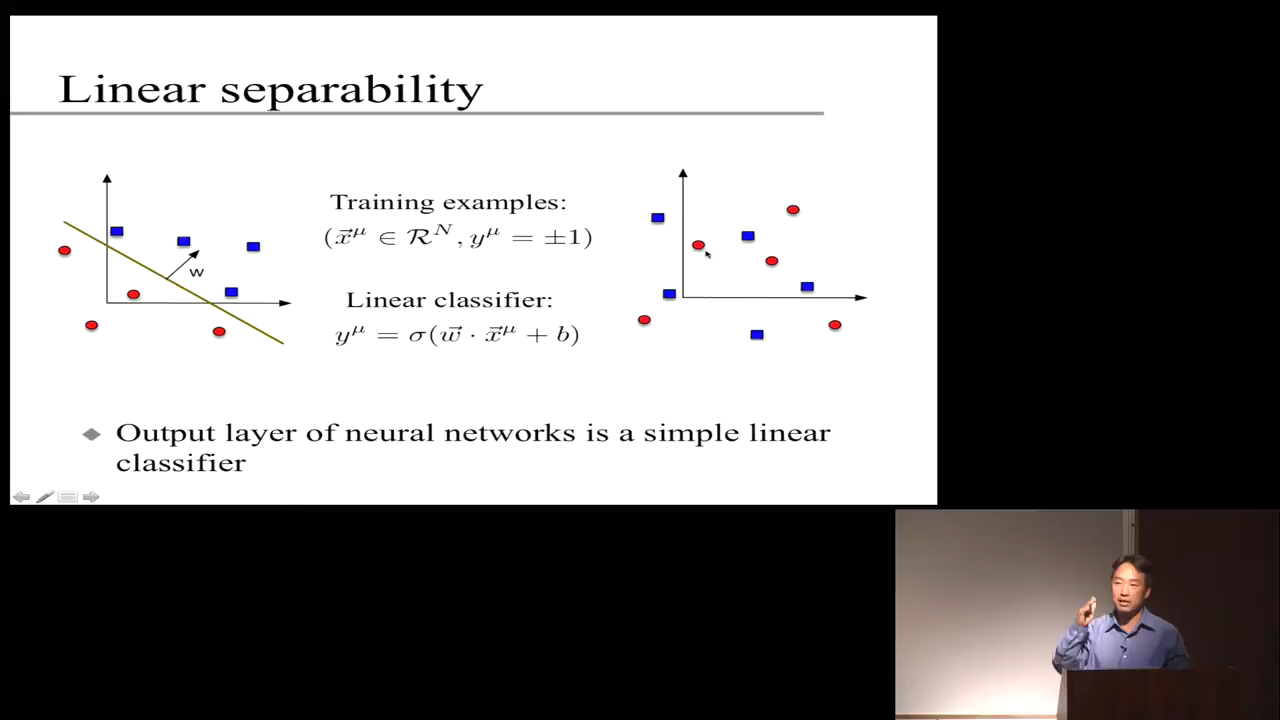 Linear separability
Training examples:
(x⃗^μ ∈ ℛ^N, y^μ = ±1)
w
Linear classifier:
y^μ = σ(w⃗ · x⃗^μ + b)
Output layer of neural networks is a simple linear
classifier